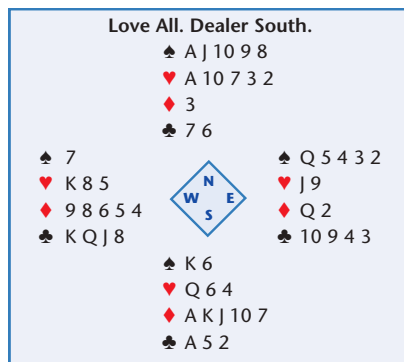 Love All. Dealer South.
♠ A J 10 9 8
♥ A 10 7 3 2
♦ 3
♣ 7 6
♠ 7
♥ K 8 5
♦ 9 8 6 5 4
♣ K Q J 8
N
W E
S
♠ Q 5 4 3 2
♥ J 9
♦ Q 2
♣ 10 9 4 3
♠ K 6
♥ Q 6 4
♦ A K J 10 7
♣ A 5 2